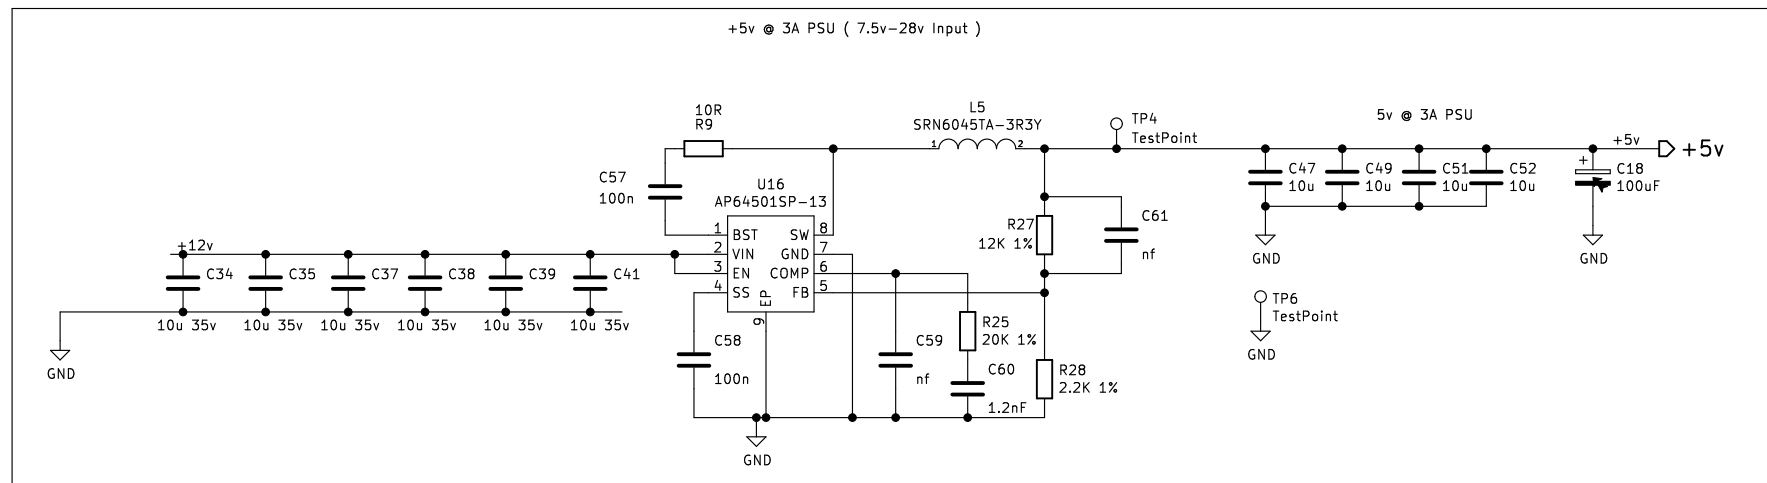 +5v @ 3A PSU ( 7.5v-28v Input )
10R
R9
L5
SRN6045TA-3R3Y
1
2
TP4
TestPoint
5v @ 3A PSU
+5v
+5v
C57
100n
U16
AP64501SP-13
C47
10u
C49
10u
C51
10u
C52
10u
+
C18
100uF
1
BST
2
VIN
3
EN
4
SS
EP
9
SW
8
GND
7
COMP
6
FB
5
R27
12K 1%
C61
nf
GND
GND
+12v
C34
C35
C37
C38
C39
C41
10u 35v
10u 35v
10u 35v
10u 35v
10u 35v
10u 35v
GND
TP6
TestPoint
GND
C58
100n
C59
nf
R25
20K 1%
C60
1.2nF
R28
2.2K 1%
GND